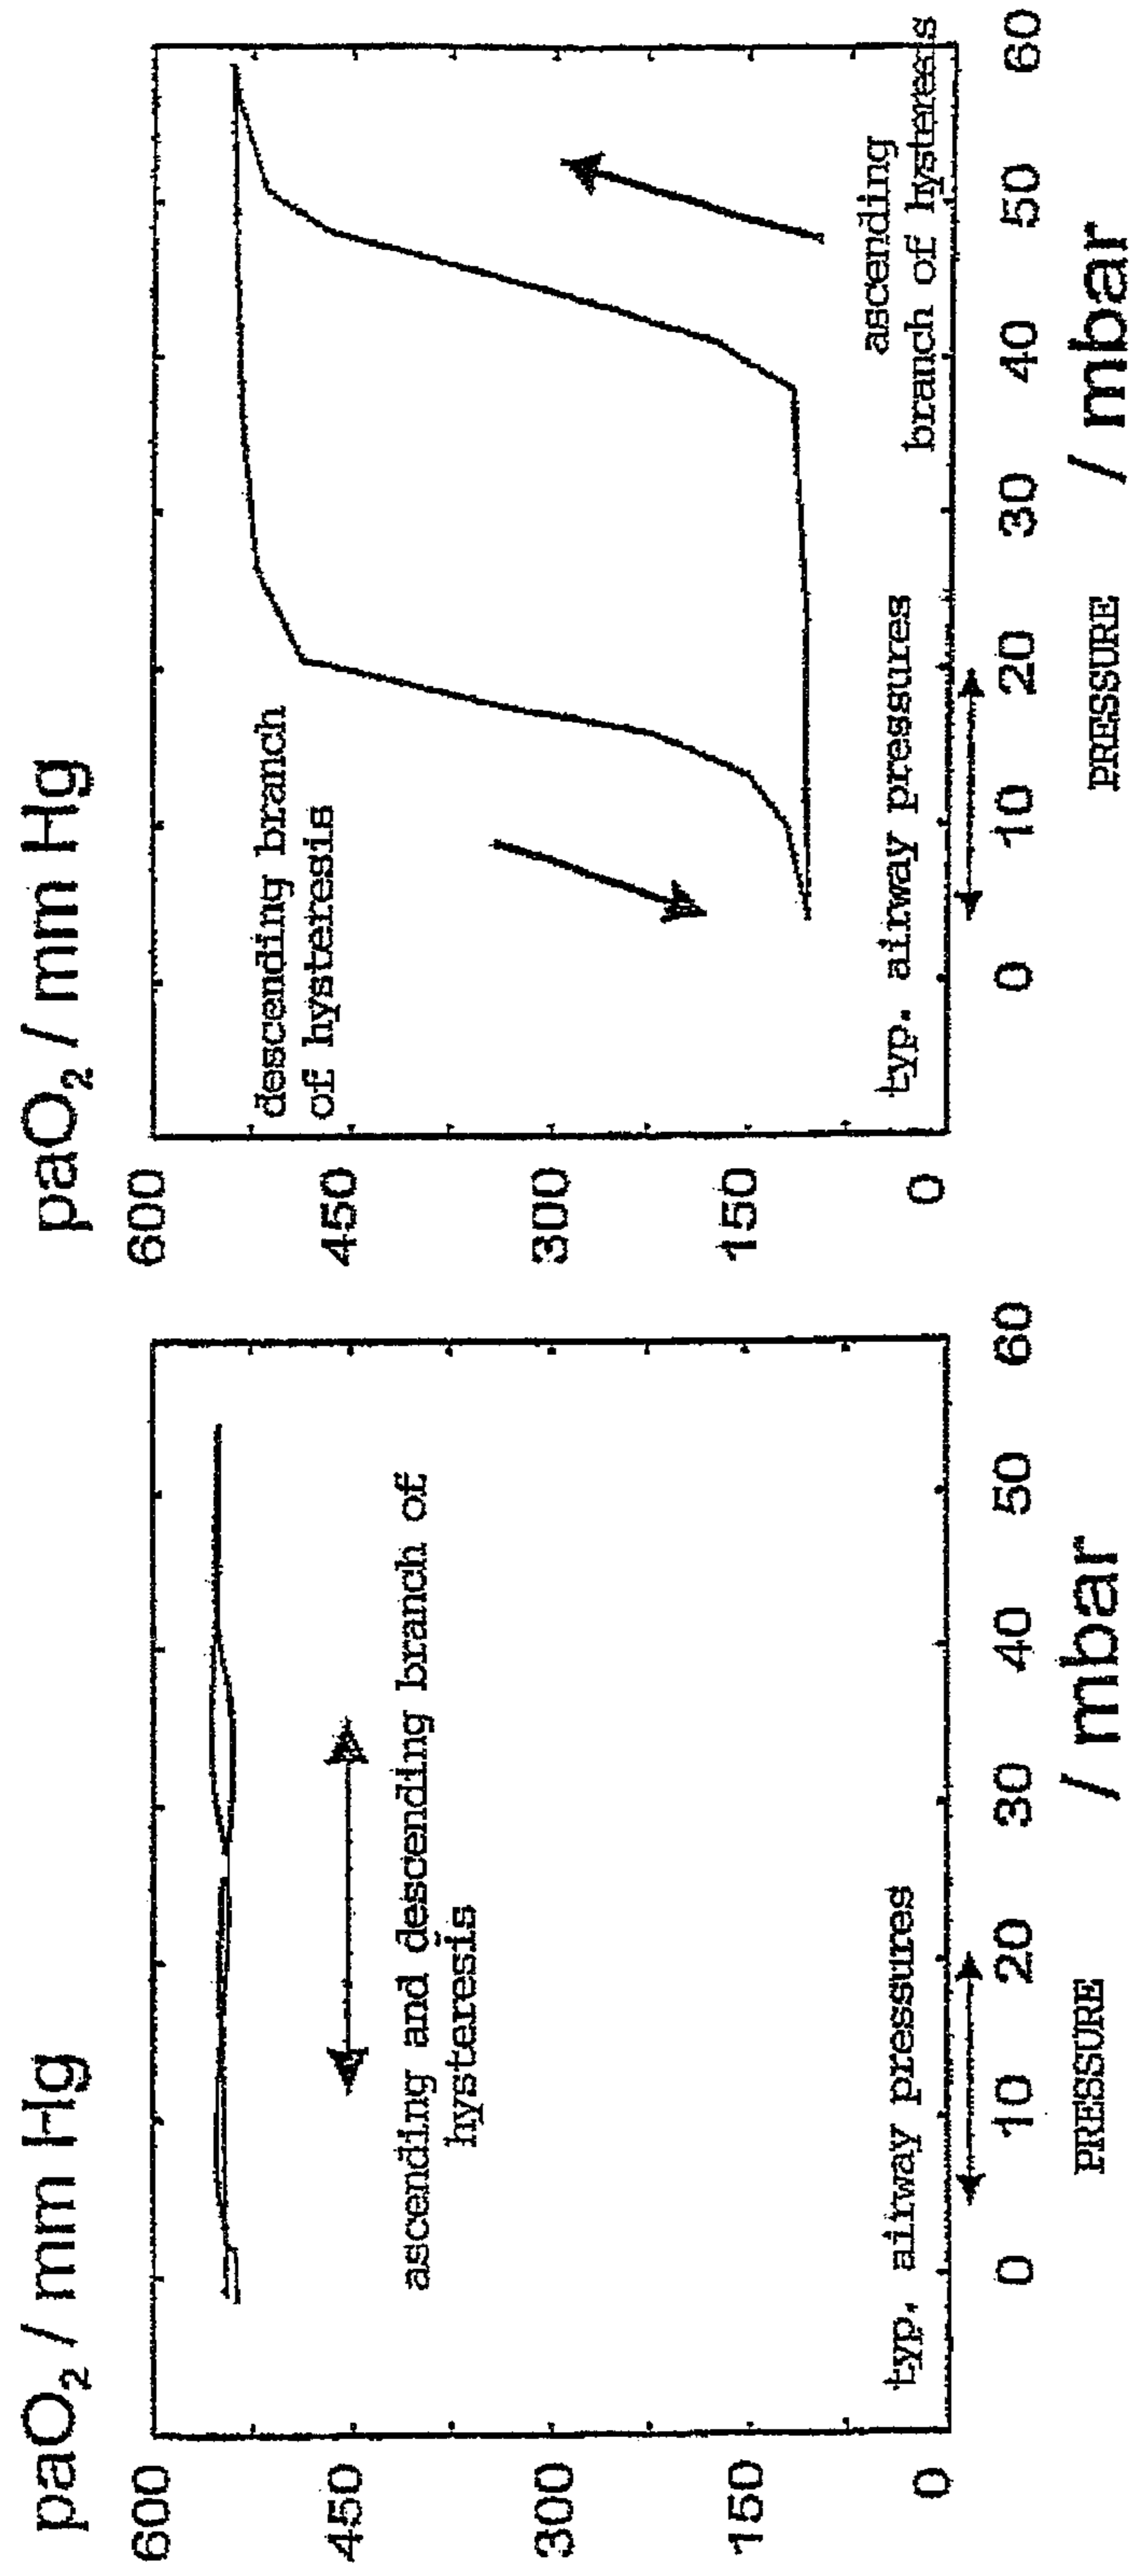 paO₂ / mm Hg
600
450
300
150
0
ascending and descending branch of
hysteresis
typ. airway pressures
0 10 20 30 40 50 60
PRESSURE / mbar
paO₂ / mm Hg
600
450
300
150
0
descending branch
of hysteresis
ascending
branch of hysteresis
typ. airway pressures
0 10 20 30 40 50 60
PRESSURE / mbar